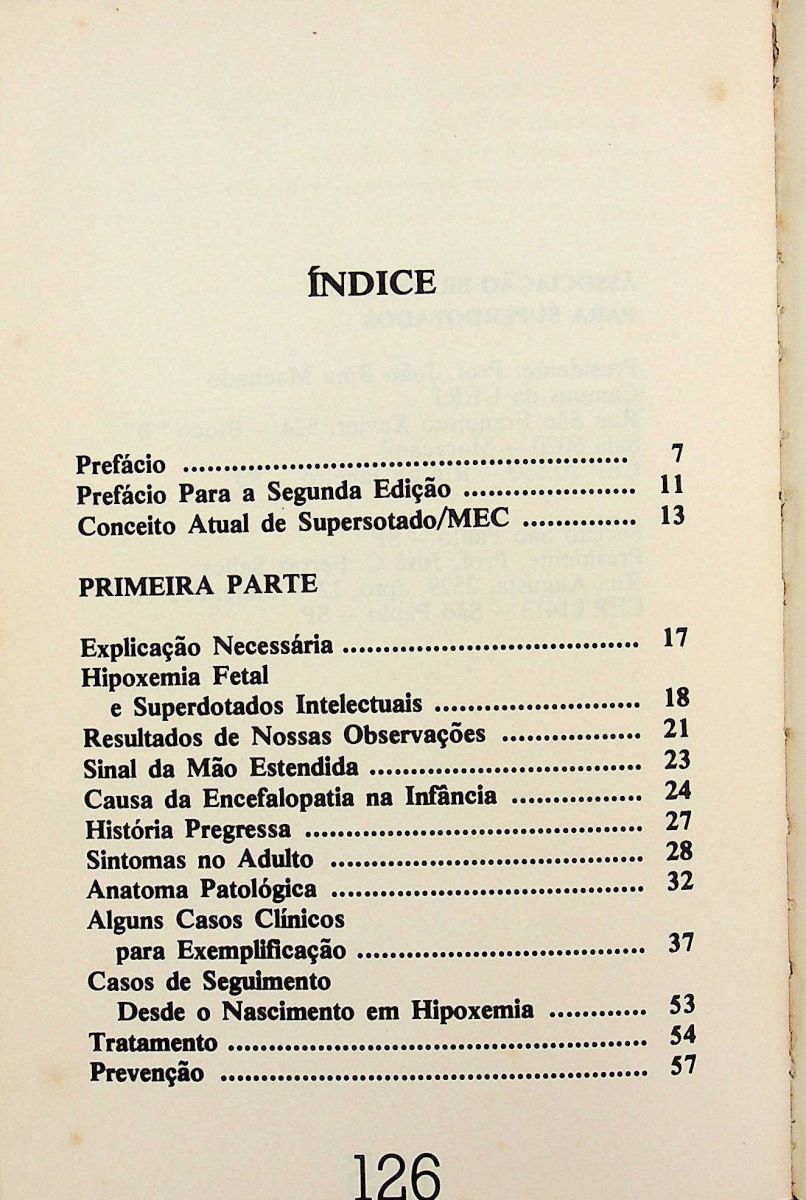 ÍNDICE
Prefácio ........................................................ 7
Prefácio Para a Segunda Edição ..................... 11
Conceito Atual de Supersotado/MEC .............. 13
PRIMEIRA PARTE
Explicação Necessária ..................................... 17
Hipoxemia Fetal
e Superdotados Intelectuais ......................... 18
Resultados de Nossas Observações ................. 21
Sinal da Mão Estendida ................................. 23
Causa da Encefalopatia na Infância ................ 24
História Pregressa .......................................... 27
Sintomas no Adulto ....................................... 28
Anatoma Patológica ....................................... 32
Alguns Casos Clínicos
para Exemplificação .................................... 37
Casos de Seguimento
Desde o Nascimento em Hipoxemia ............ 53
Tratamento .................................................... 54
Prevenção ..................................................... 57
126